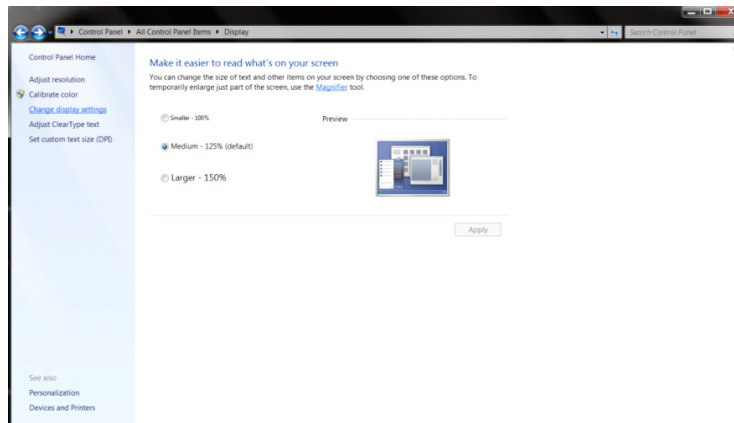 Control Panel ▸ All Control Panel Items ▸ Display
Search Control Panel
Control Panel Home
Adjust resolution
Calibrate color
Change display settings
Adjust ClearType text
Set custom text size (DPI)
See also
Personalization
Devices and Printers
Make it easier to read what's on your screen
You can change the size of text and other items on your screen by choosing one of these options. To
temporarily enlarge just part of the screen, use the Magnifier tool.
Smaller - 100%
Preview
Medium - 125% (default)
Larger - 150%
Apply